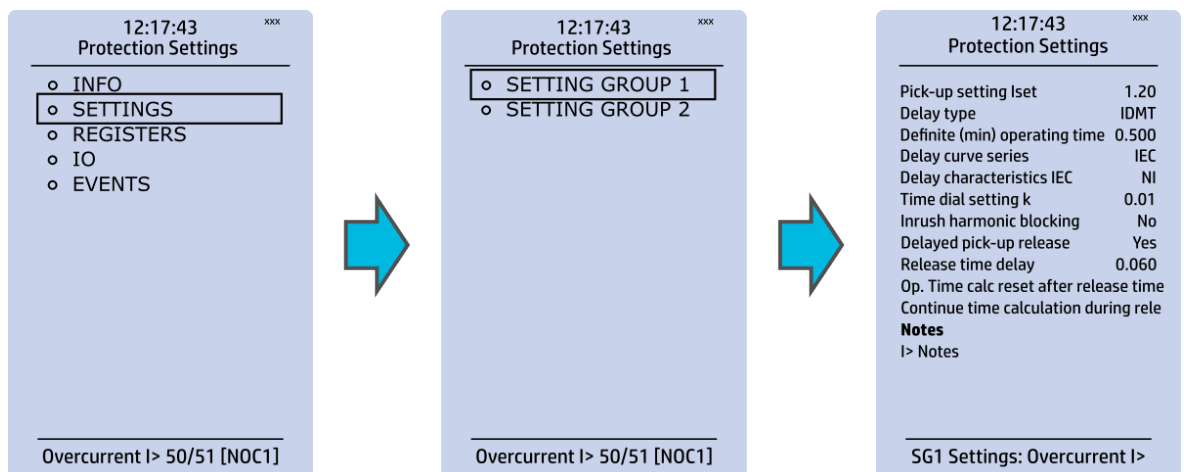 12:17:43 xxx
Protection Settings
INFO
SETTINGS
REGISTERS
IO
EVENTS
Overcurrent I> 50/51 [NOC1]
12:17:43 xxx
Protection Settings
SETTING GROUP 1
SETTING GROUP 2
Overcurrent I> 50/51 [NOC1]
12:17:43 xxx
Protection Settings
Pick-up setting Iset 1.20
Delay type IDMT
Definite (min) operating time 0.500
Delay curve series IEC
Delay characteristics IEC NI
Time dial setting k 0.01
Inrush harmonic blocking No
Delayed pick-up release Yes
Release time delay 0.060
Op. Time calc reset after release time
Continue time calculation during rele
Notes
I> Notes
SG1 Settings: Overcurrent I>